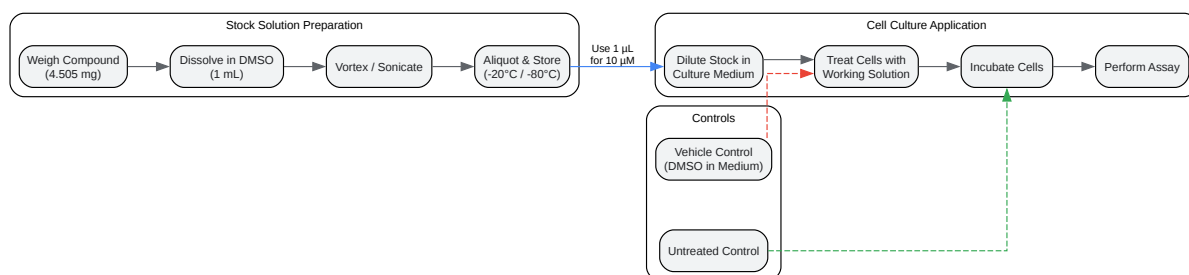 Stock Solution Preparation
Weigh Compound
(4.505 mg)
Dissolve in DMSO
(1 mL)
Vortex / Sonicate
Aliquot & Store
(-20°C / -80°C)
Use 1 µL
for 10 µM
Cell Culture Application
Dilute Stock in
Culture Medium
Treat Cells with
Working Solution
Incubate Cells
Perform Assay
Controls
Vehicle Control
(DMSO in Medium)
Untreated Control